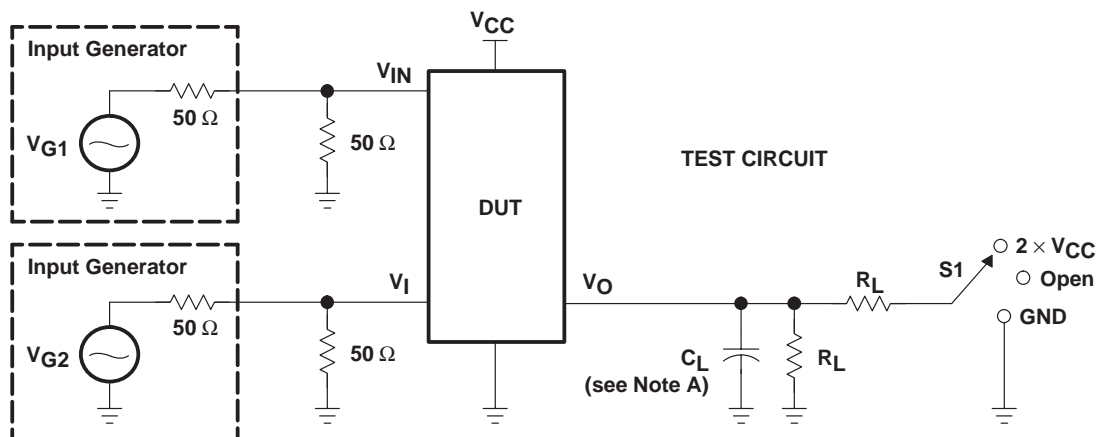 VCC
Input Generator
VIN
50 Ω
VG1
50 Ω
TEST CIRCUIT
DUT
Input Generator
VI
50 Ω
VG2
50 Ω
VO
RL
S1
2 × VCC
Open
GND
CL
(see Note A)
RL